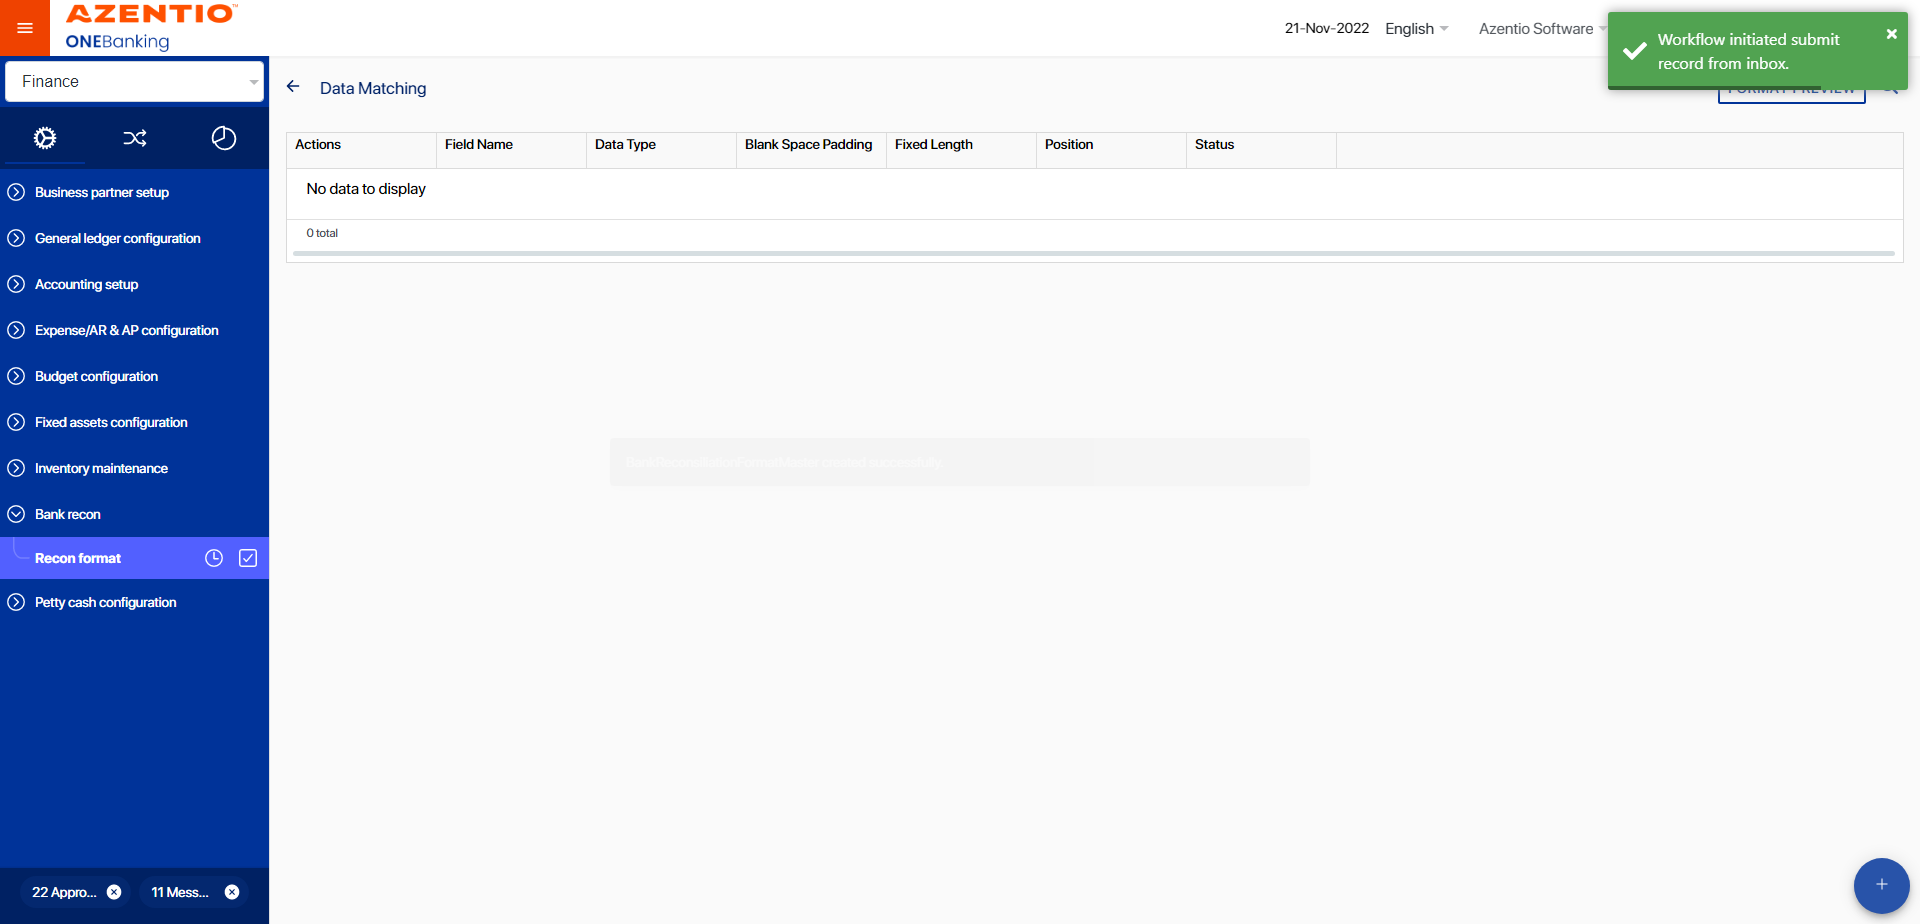 AZENTIO™
ONEBanking
21-Nov-2022
English
Azentio Software
Workflow initiated submit
record from inbox.
Finance
Data Matching
FORMAT PREVIEW
Actions
Field Name
Data Type
Blank Space Padding
Fixed Length
Position
Status
No data to display
0 total
Business partner setup
General ledger configuration
Accounting setup
Expense/AR & AP configuration
Budget configuration
Fixed assets configuration
Inventory maintenance
BankReconciliationFormatMaster created successfully.
Bank recon
Recon format
Petty cash configuration
22 Appro...
11 Mess...